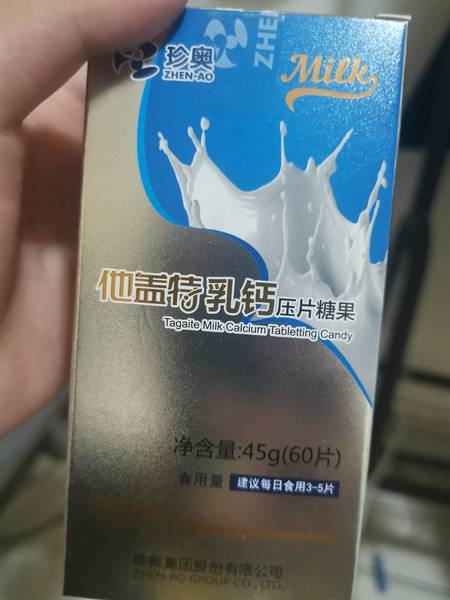 ZHEN
珍奥
ZHEN-AO
Milk
他盖特乳钙压片糖果
Tagaite Milk Calcium Tabletting Candy
净含量:45g(60片)
食用量 建议每日食用3-5片
珍奥集团股份有限公司
ZHEN-AO GROUP CO., LTD.